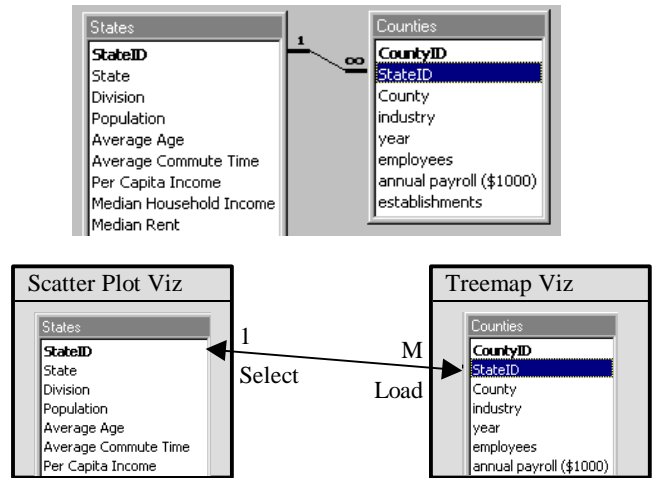 States
StateID
State
Division
Population
Average Age
Average Commute Time
Per Capita Income
Median Household Income
Median Rent
1
∞
Counties
CountyID
StateID
County
industry
year
employees
annual payroll ($1000)
establishments
Scatter Plot Viz
States
StateID
State
Division
Population
Average Age
Average Commute Time
Per Capita Income
1
Select
M
Load
Treemap Viz
Counties
CountyID
StateID
County
industry
year
employees
annual payroll ($1000)